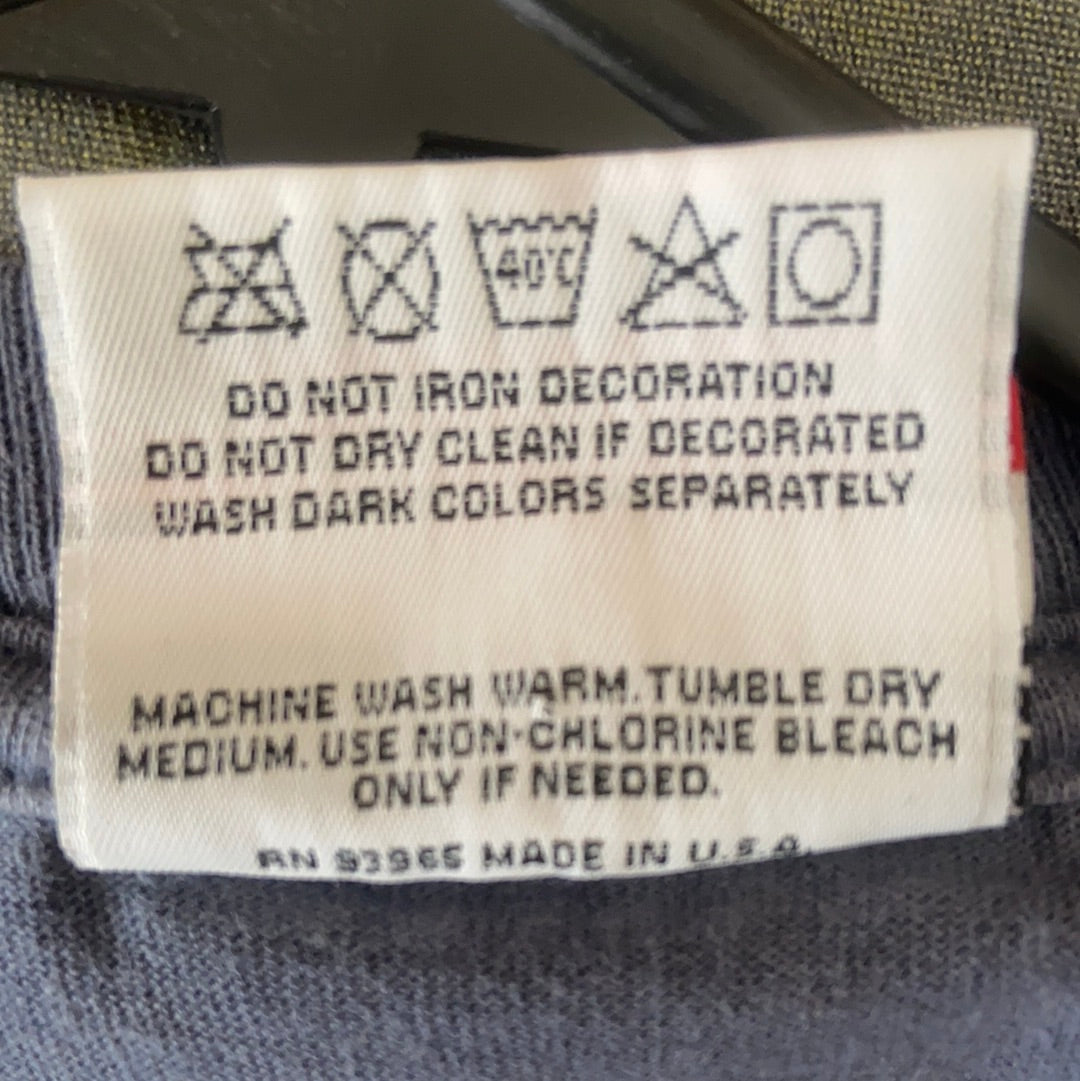 40°C
DO NOT IRON DECORATION
DO NOT DRY CLEAN IF DECORATED
WASH DARK COLORS SEPARATELY
MACHINE WASH WARM. TUMBLE DRY
MEDIUM. USE NON-CHLORINE BLEACH
ONLY IF NEEDED.
RN 93965 MADE IN U.S.A.